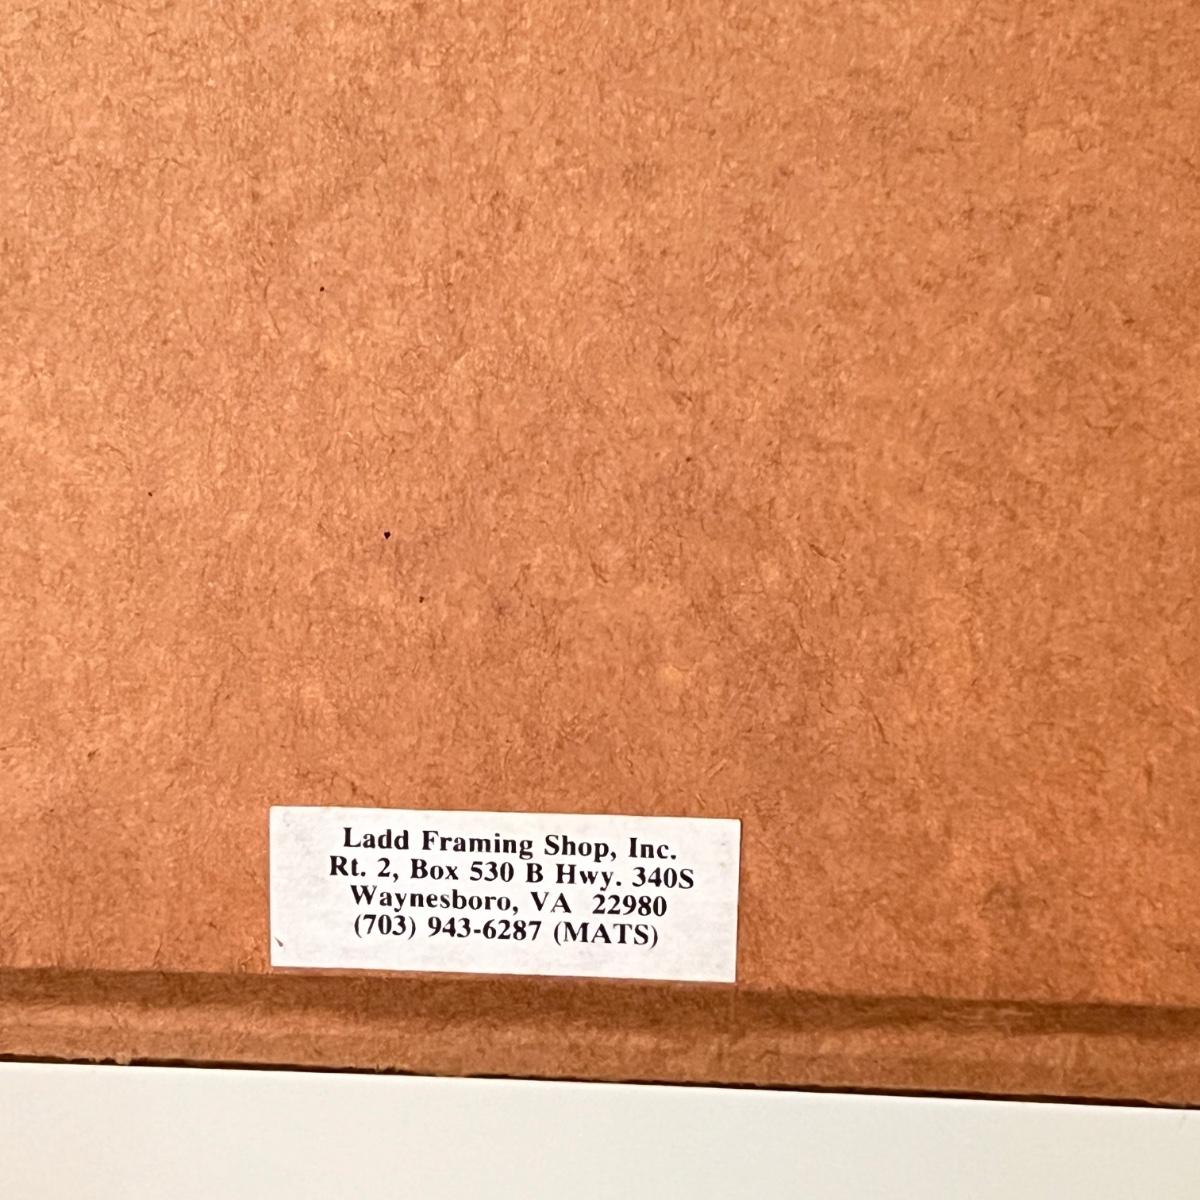 Ladd Framing Shop, Inc.
Rt. 2, Box 530 B Hwy. 340S
Waynesboro, VA 22980
(703) 943-6287 (MATS)